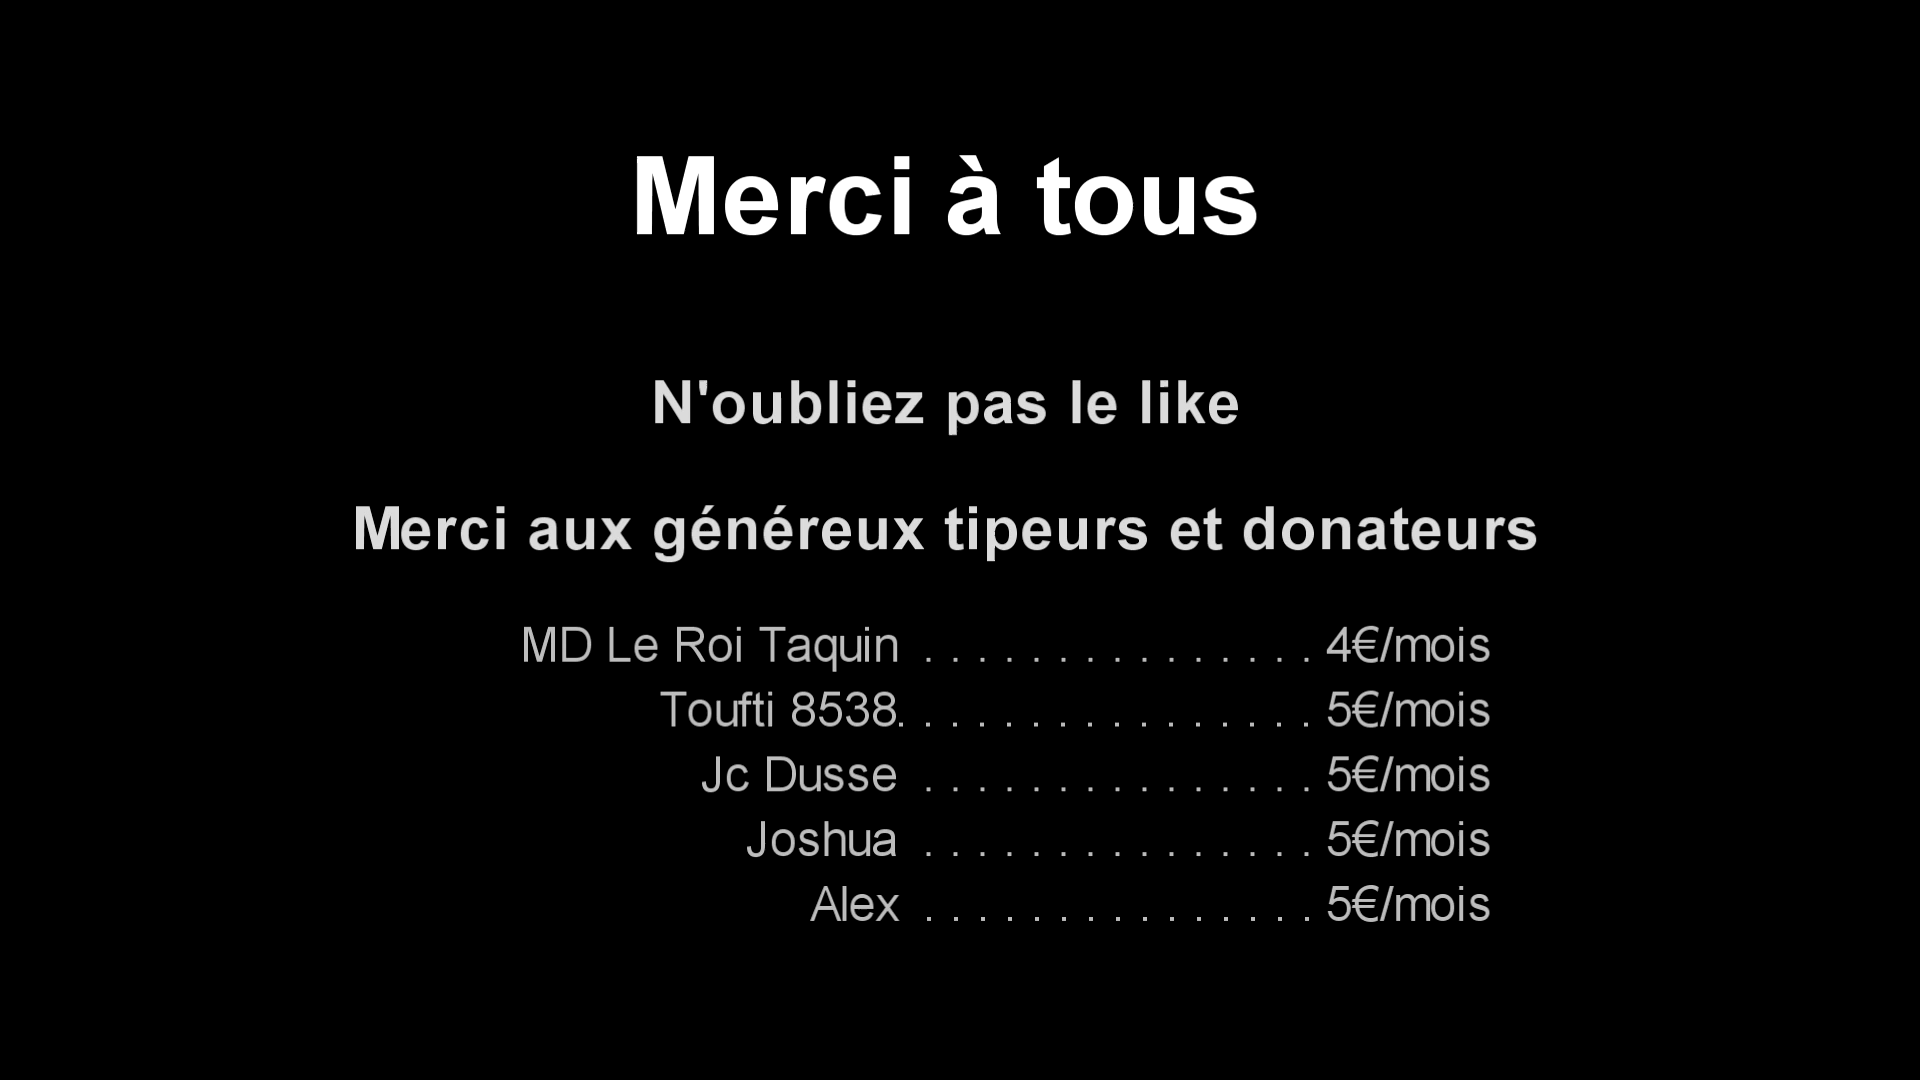 Merci à tous
N'oubliez pas le like
Merci aux généreux tipeurs et donateurs
MD Le Roi Taquin . . . . . . . . . . . . . . . 4€/mois
Toufti 8538. . . . . . . . . . . . . . . . 5€/mois
Jc Dusse . . . . . . . . . . . . . . . 5€/mois
Joshua . . . . . . . . . . . . . . . 5€/mois
Alex . . . . . . . . . . . . . . . 5€/mois